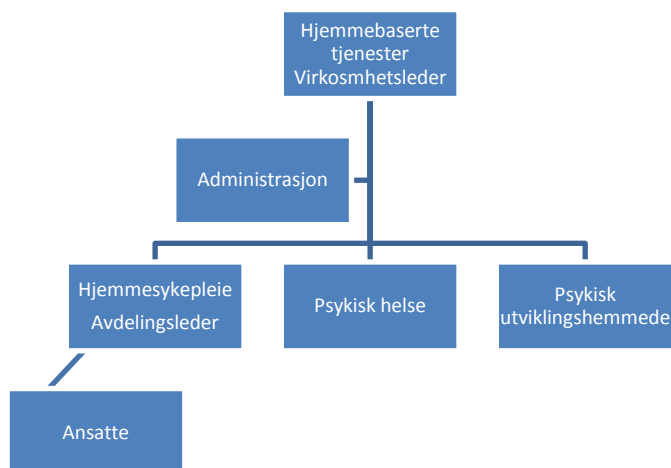 Hjemmebaserte
tjenester
Virkosmhetsleder
Administrasjon
Hjemmesykepleie
Avdelingsleder
Psykisk helse
Psykisk
utviklingshemmede
Ansatte